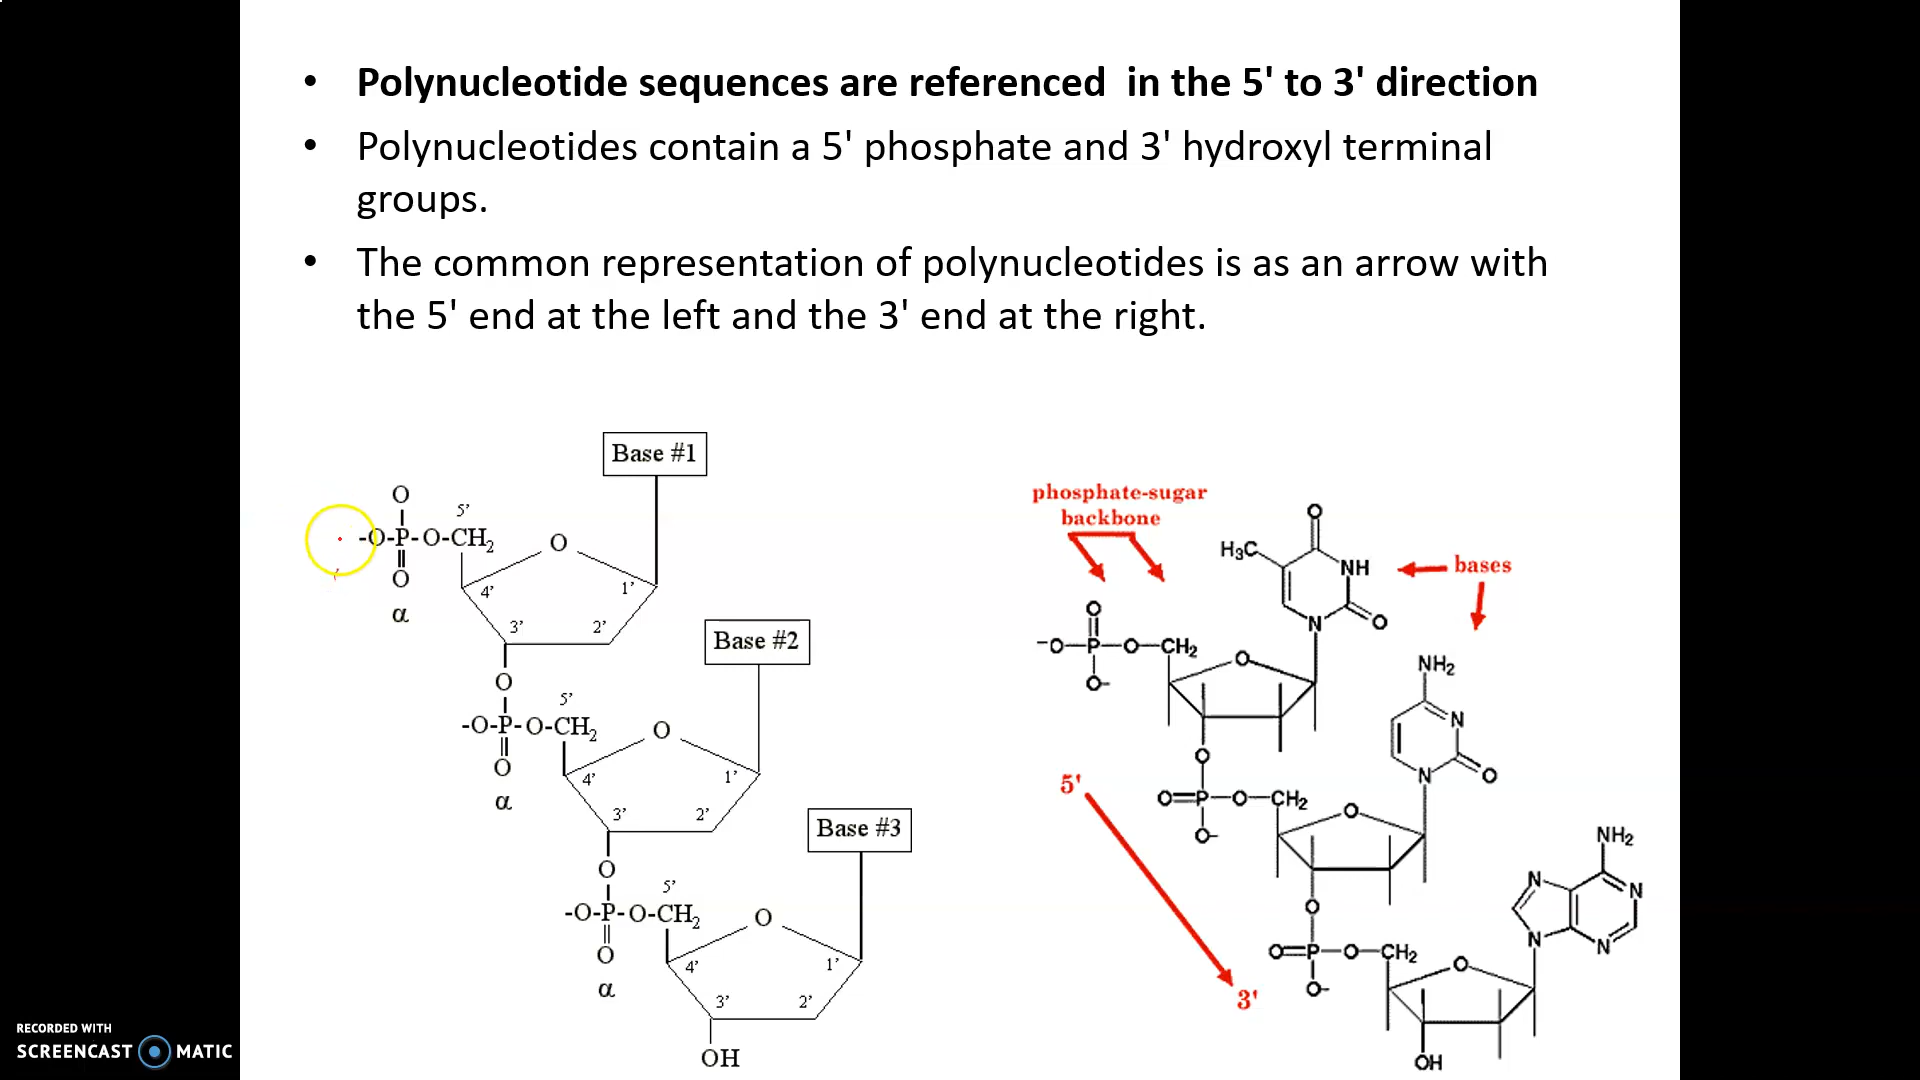 • Polynucleotide sequences are referenced  in the 5' to 3' direction
• Polynucleotides contain a 5' phosphate and 3' hydroxyl terminal
groups.
• The common representation of polynucleotides is as an arrow with
the 5' end at the left and the 3' end at the right.
Base #1
O
5’
-O-P-O-CH2
O
O
α
4’
1’
3’
2’
Base #2
O
5’
-O-P-O-CH2
O
O
α
4’
1’
3’
2’
Base #3
O
5’
-O-P-O-CH2
O
O
α
4’
1’
3’
2’
OH
phosphate-sugar
backbone
bases
O
H3C
NH
N
O
O
-O-P-O-CH2
O
O-
NH2
N
N
O
O
O=P-O-CH2
O
O-
5'
3'
NH2
N
N
N
N
O
O=P-O-CH2
O
O-
OH
RECORDED WITH
SCREENCAST MATIC